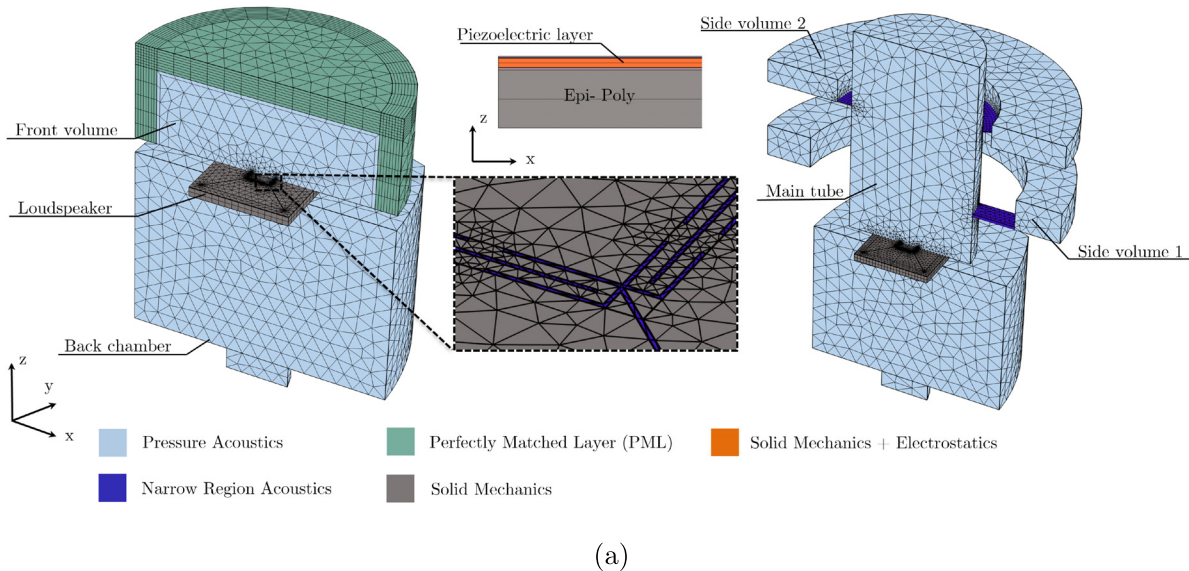 Side volume 2
Piezoelectric layer
Epi- Poly
Front volume
z
x
Main tube
Loudspeaker
Side volume 1
Back chamber
z
y
x
Pressure Acoustics
Perfectly Matched Layer (PML)
Solid Mechanics + Electrostatics
Narrow Region Acoustics
Solid Mechanics
(a)